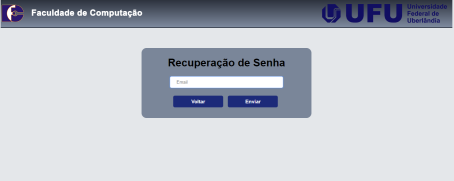 Faculdade de Computação
UFU
Universidade
Federal de
Uberlândia
Recuperação de Senha
Email
Voltar
Enviar